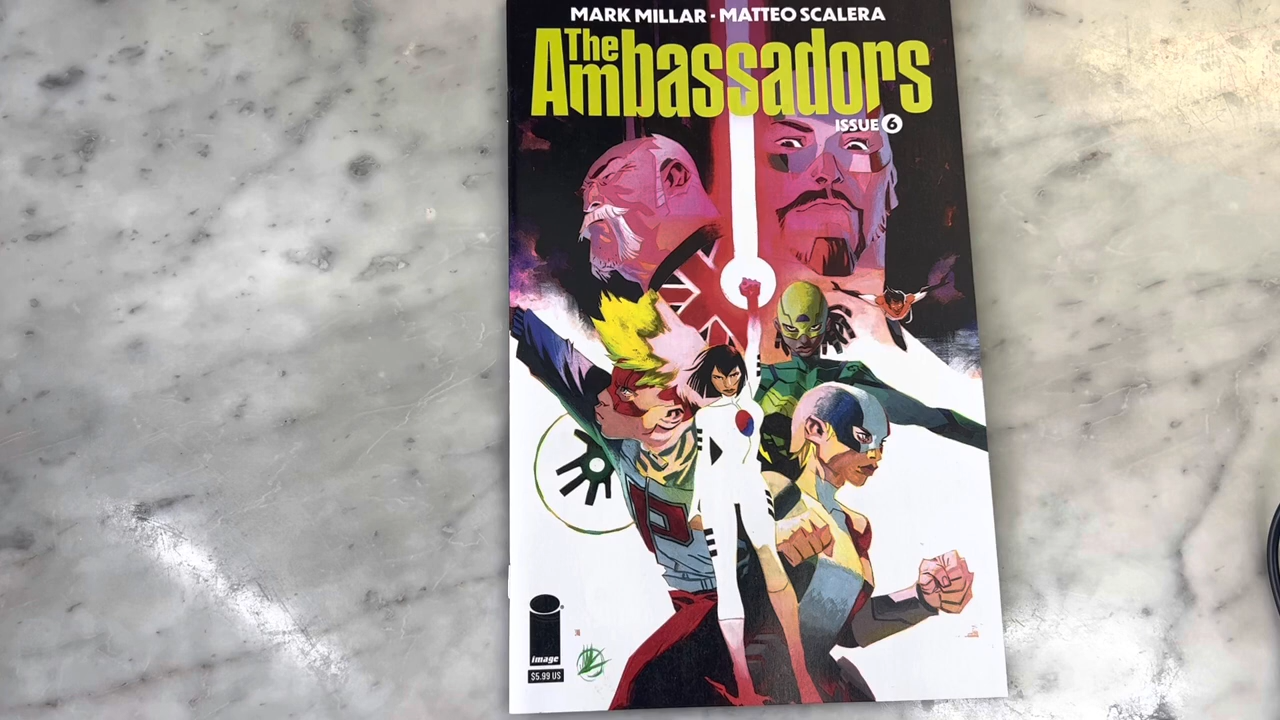 MARK MILLAR · MATTEO SCALERA
The
Ambassadors
ISSUE 6
image
$5.99 US